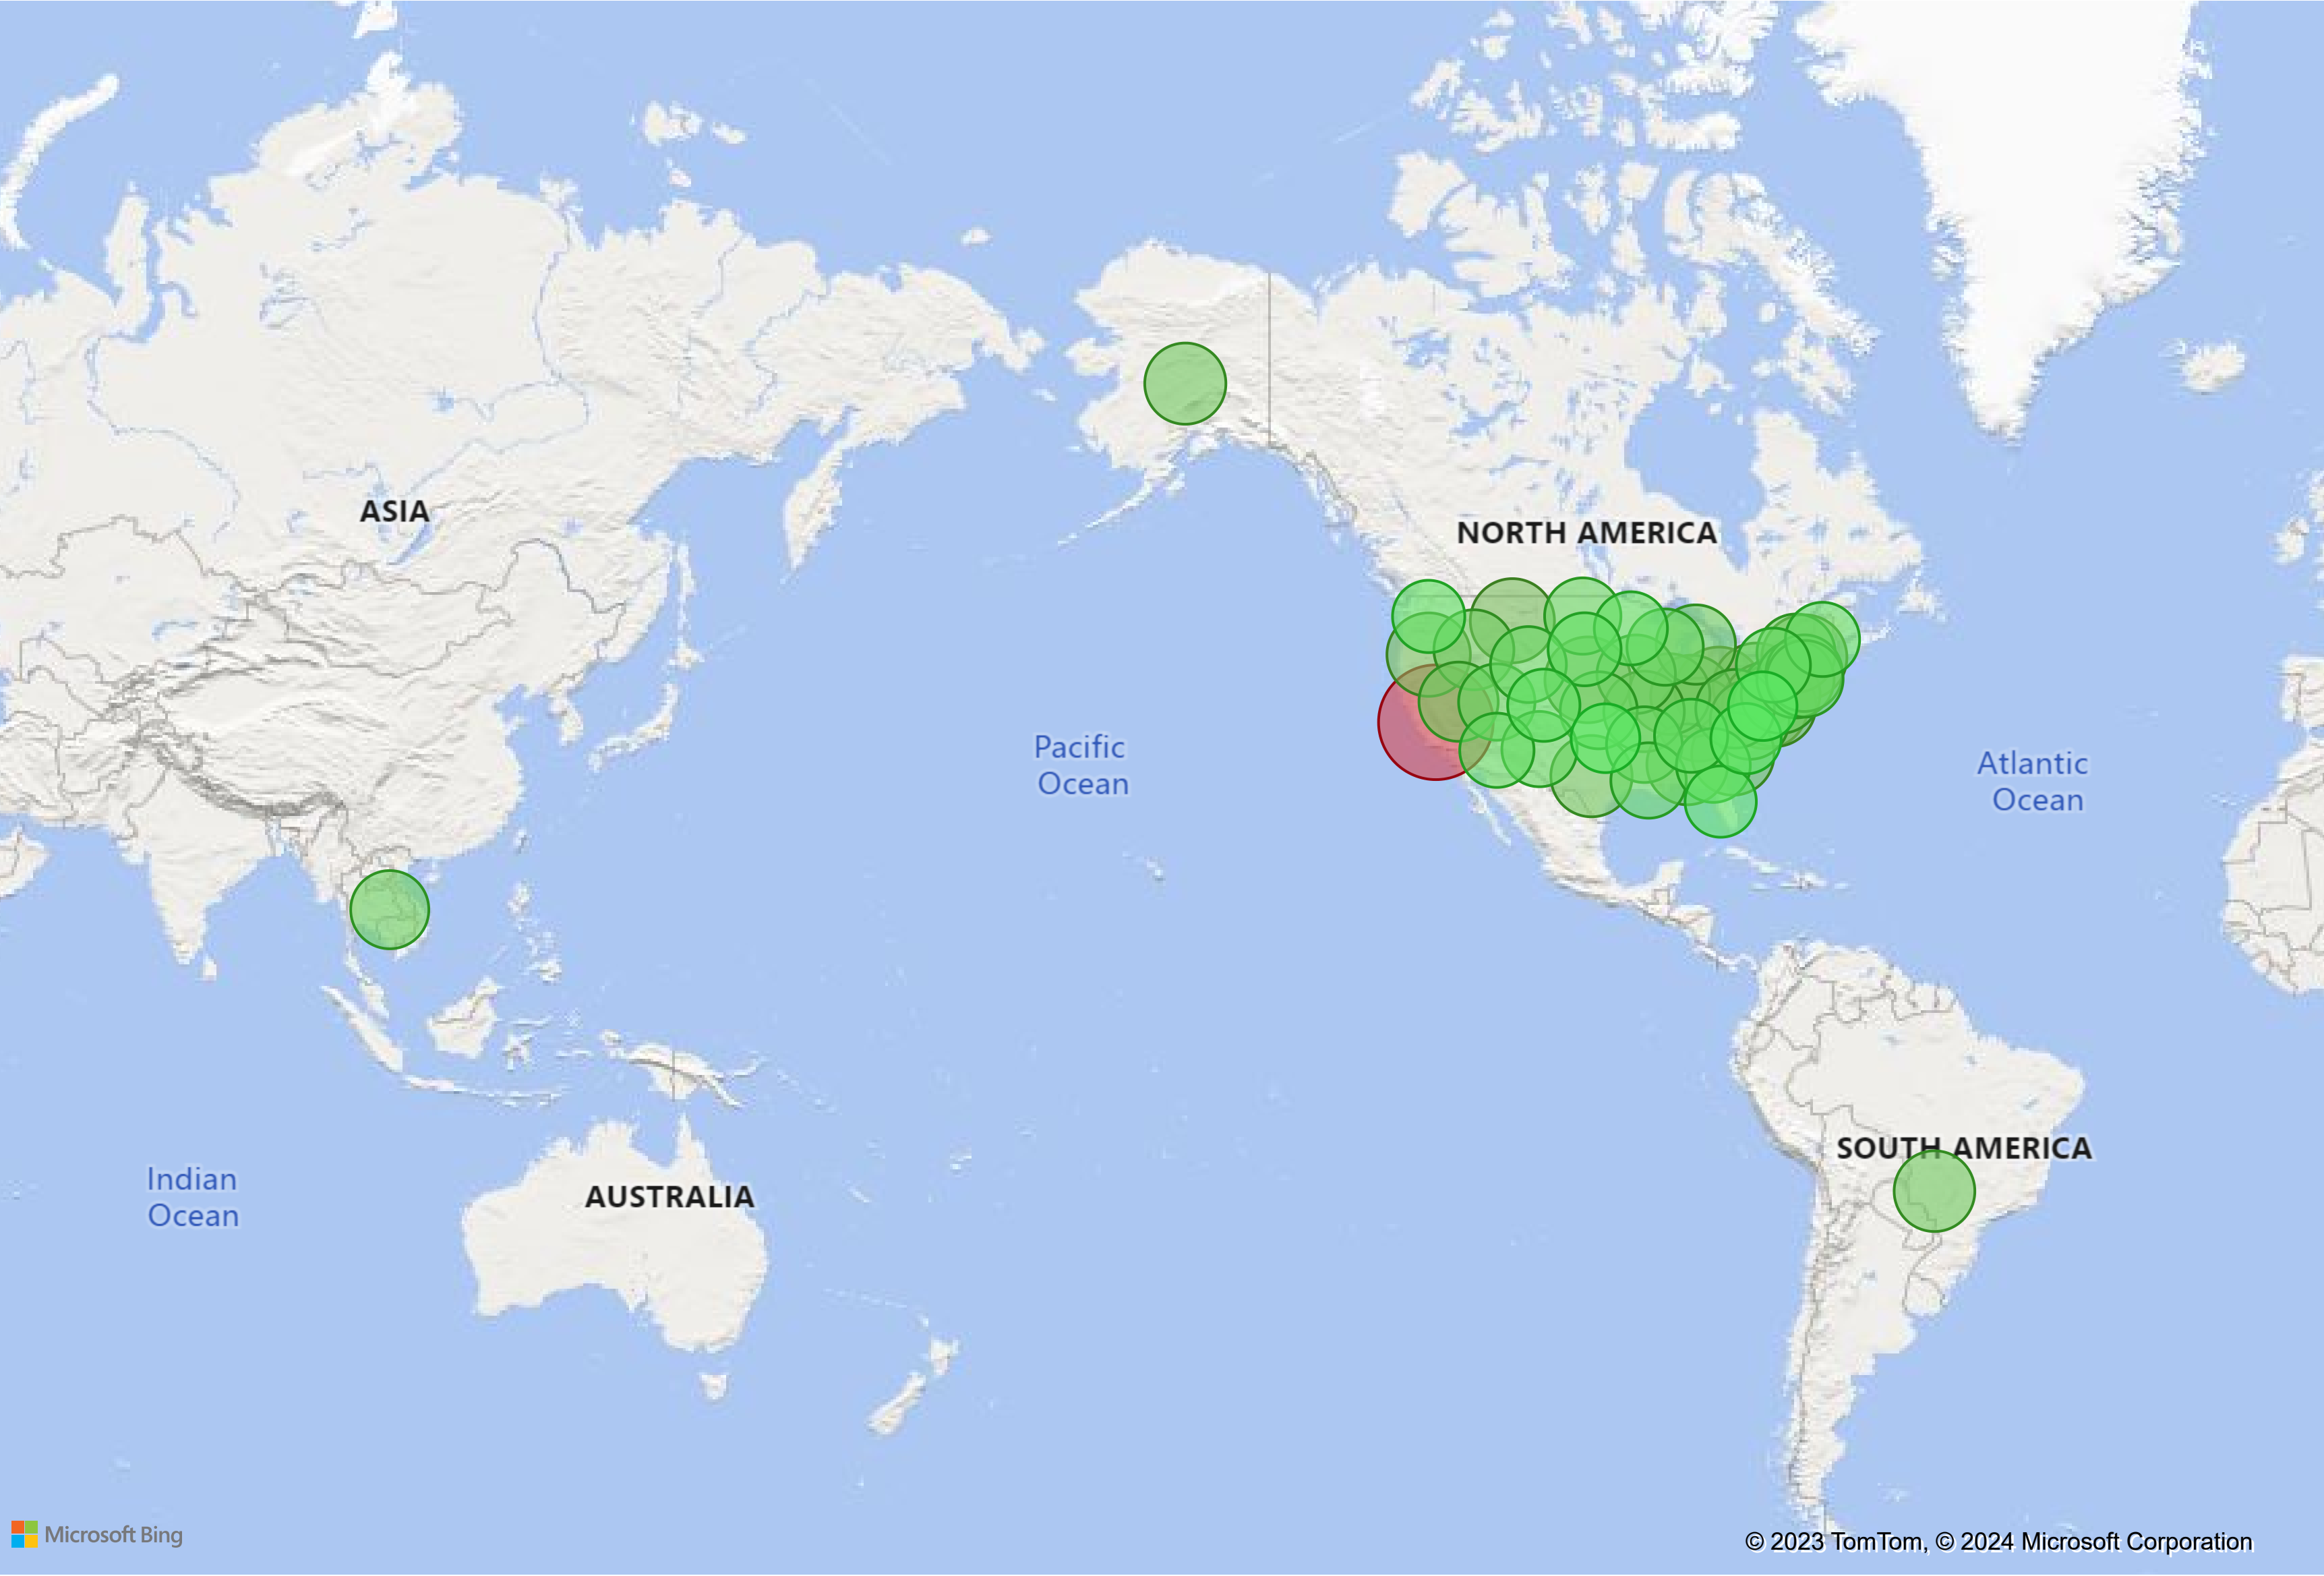 ASIA
NORTH AMERICA
Pacific
Ocean
Atlantic
Ocean
SOUTH AMERICA
Indian
Ocean
AUSTRALIA
Microsoft Bing
© 2023 TomTom, © 2024 Microsoft Corporation